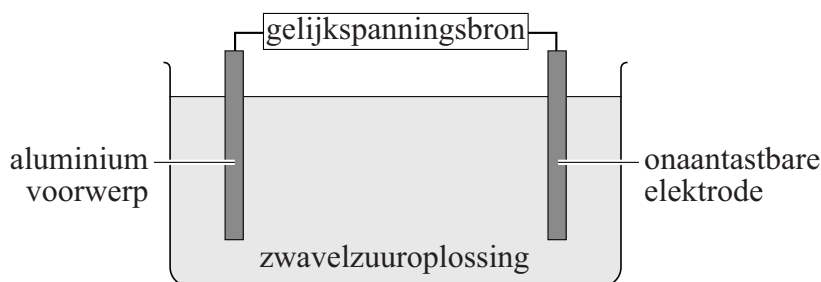 gelijkspanningsbron
aluminium
voorwerp
onaantastbare
elektrode
zwavelzuuroplossing